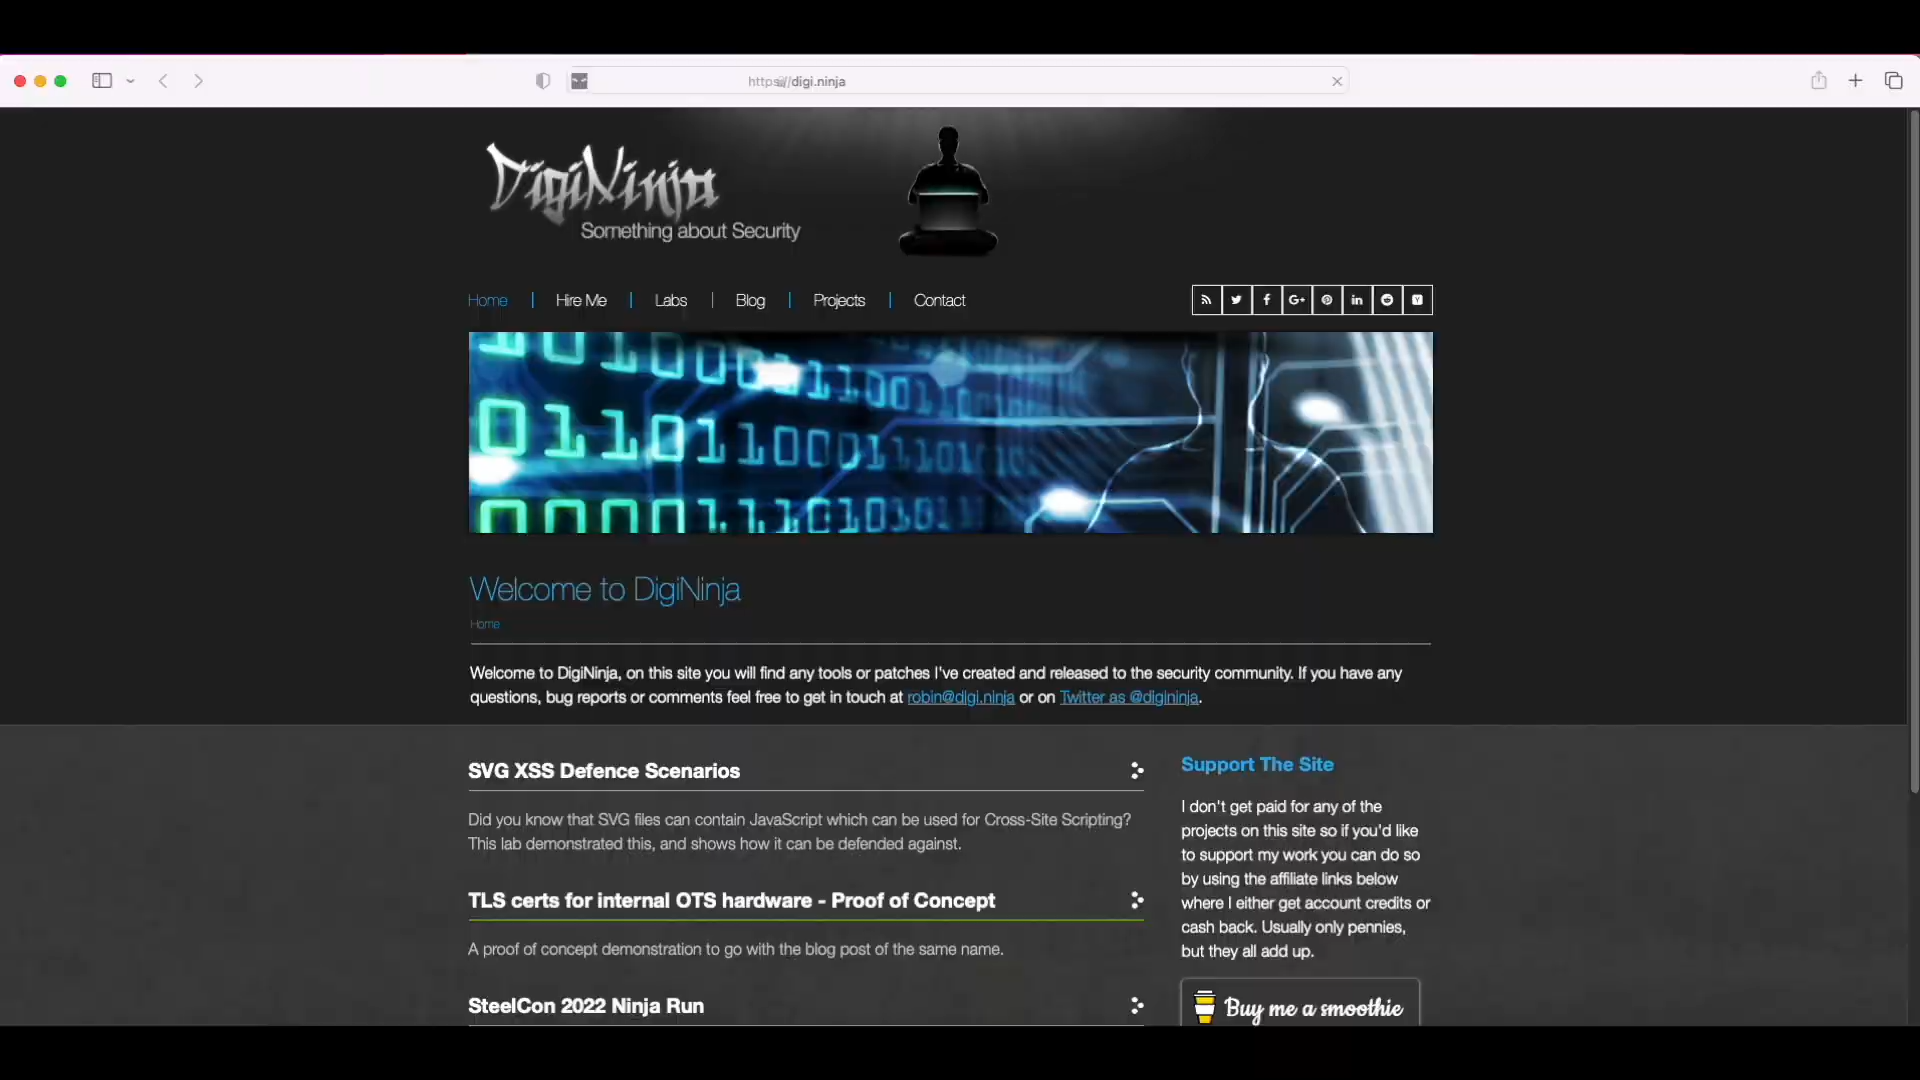 https://digi.ninja
DigiNinja
Something about Security
Home
Hire Me
Labs
Blog
Projects
Contact
G+
in
Y
Welcome to DigiNinja
Home
Welcome to DigiNinja, on this site you will find any tools or patches I've created and released to the security community. If you have any
questions, bug reports or comments feel free to get in touch at robin@digi.ninja or on Twitter as @digininja.
SVG XSS Defence Scenarios
Did you know that SVG files can contain JavaScript which can be used for Cross-Site Scripting?
This lab demonstrated this, and shows how it can be defended against.
TLS certs for internal OTS hardware - Proof of Concept
A proof of concept demonstration to go with the blog post of the same name.
SteelCon 2022 Ninja Run
Support The Site
I don't get paid for any of the
projects on this site so if you'd like
to support my work you can do so
by using the affiliate links below
where I either get account credits or
cash back. Usually only pennies,
but they all add up.
Buy me a smoothie